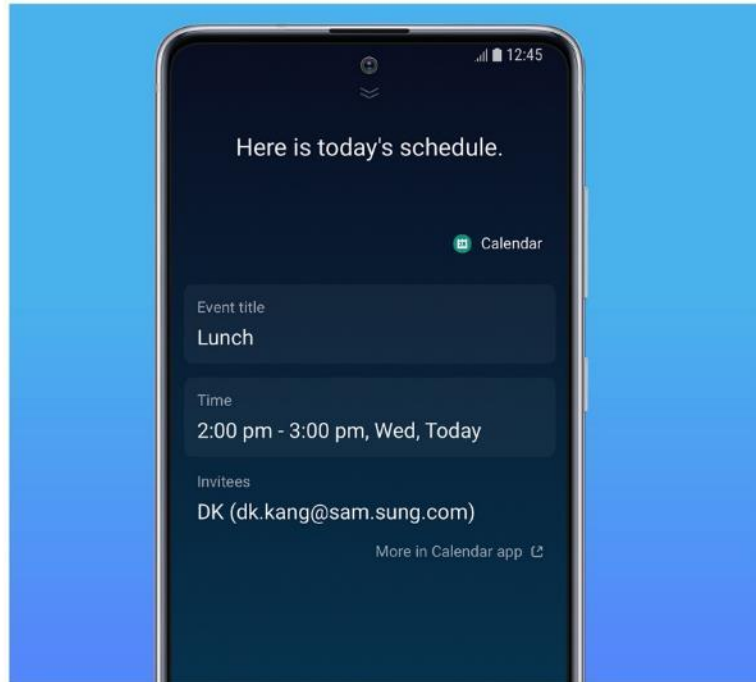 12:45
Here is today's schedule.
Calendar
Event title
Lunch
Time
2:00 pm - 3:00 pm, Wed, Today
Invitees
DK (dk.kang@sam.sung.com)
More in Calendar app